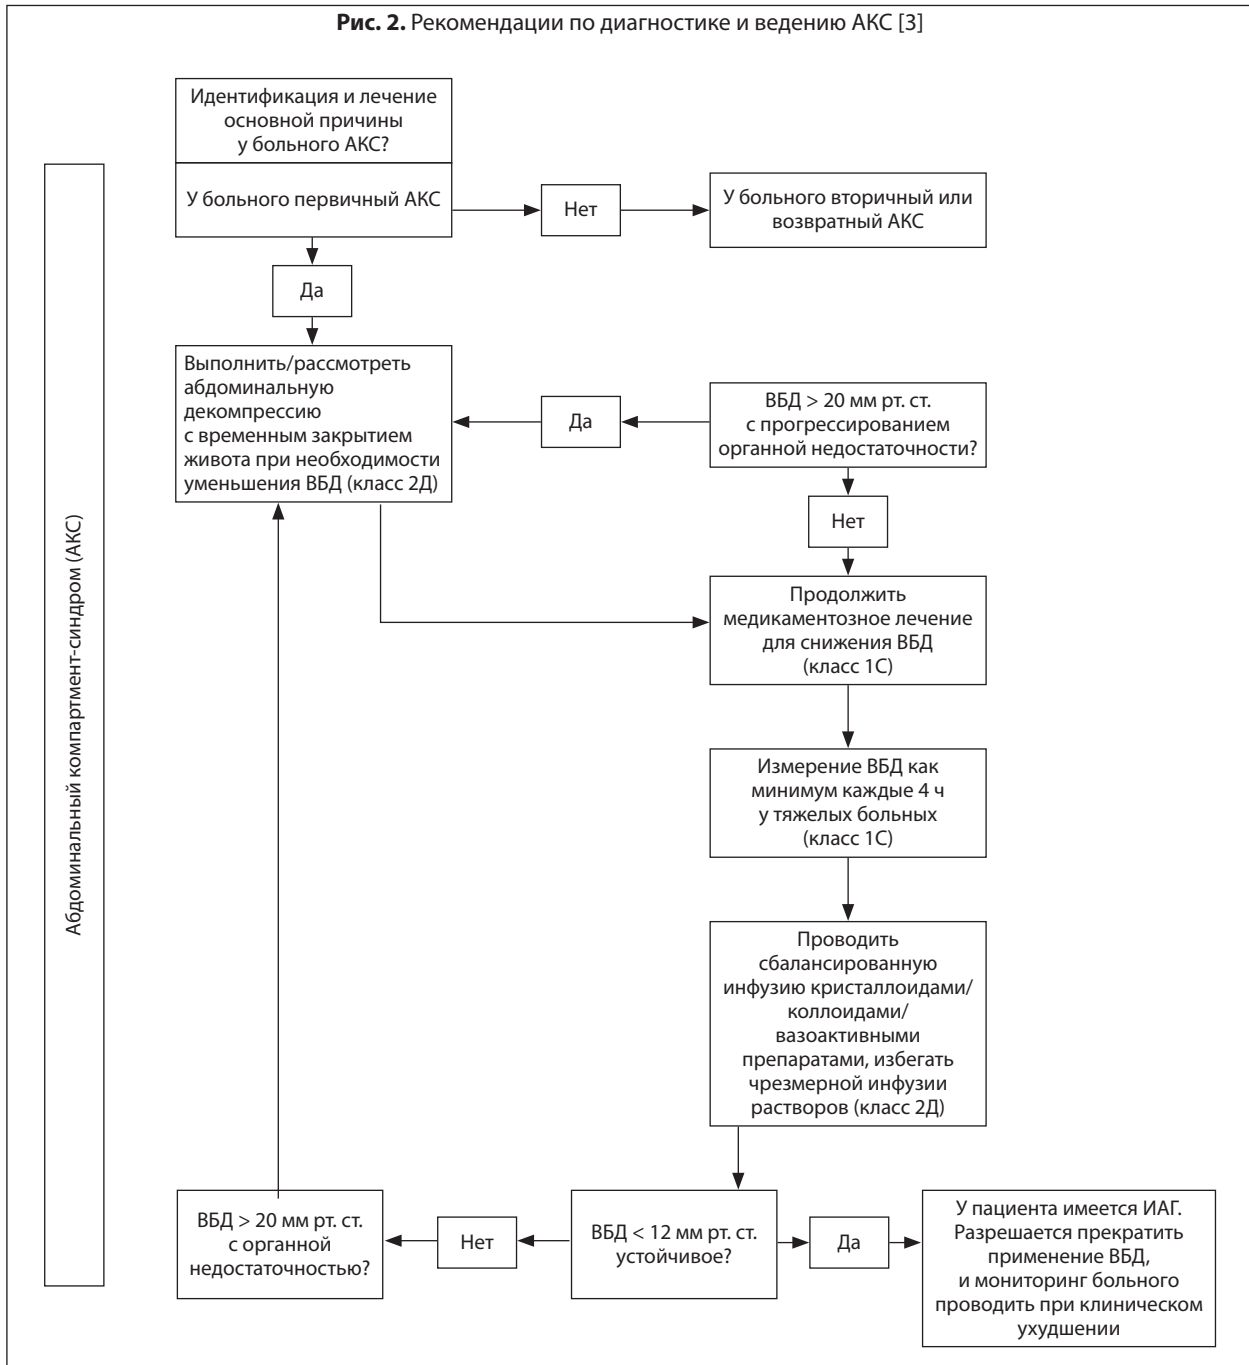 Рис. 2. Рекомендации по диагностике и ведению АКС [3]
Абдоминальный компартмент-синдром (АКС)
Идентификация и лечение
основной причины
у больного АКС?
У больного первичный АКС
Нет
У больного вторичный или
возвратный АКС
Да
Выполнить/рассмотреть
абдоминальную
декомпрессию
с временным закрытием
живота при необходимости
уменьшения ВБД (класс 2Д)
Да
ВБД > 20 мм рт. ст.
с прогрессированием
органной недостаточности?
Нет
Продолжить
медикаментозное лечение
для снижения ВБД
(класс 1С)
Измерение ВБД как
минимум каждые 4 ч
у тяжелых больных
(класс 1С)
Проводить
сбалансированную
инфузию кристаллоидами/
коллоидами/
вазоактивными
препаратами, избегать
чрезмерной инфузии
растворов (класс 2Д)
ВБД > 20 мм рт. ст.
с органной
недостаточностью?
Нет
ВБД < 12 мм рт. ст.
устойчивое?
Да
У пациента имеется ИАГ.
Разрешается прекратить
применение ВБД,
и мониторинг больного
проводить при клиническом
ухудшении